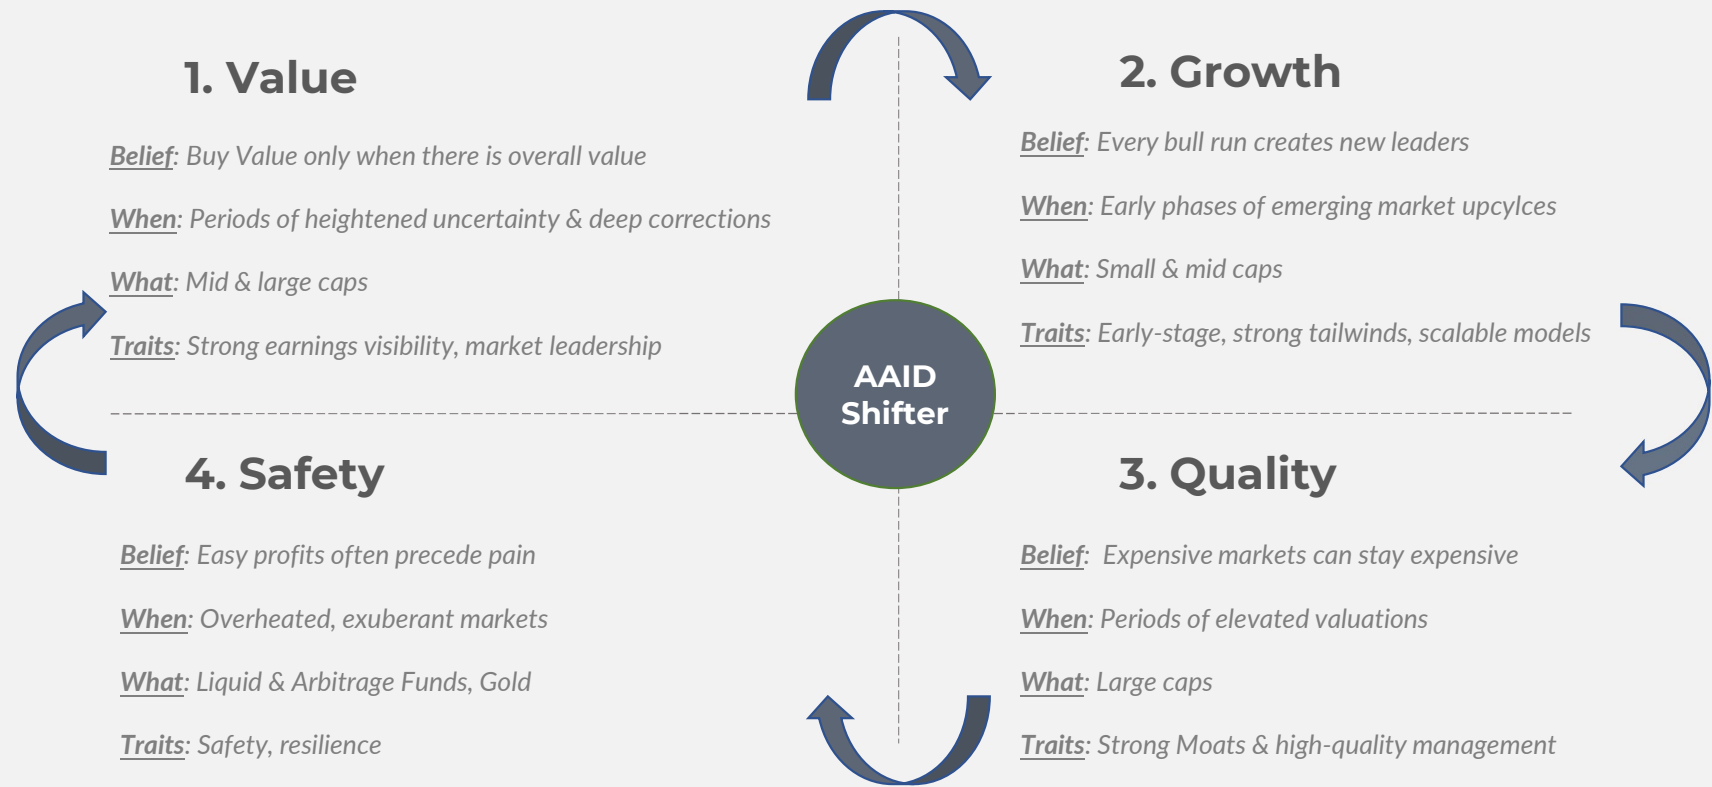 1. Value
Belief: Buy Value only when there is overall value
When: Periods of heightened uncertainty & deep corrections
What: Mid & large caps
Traits: Strong earnings visibility, market leadership
2. Growth
Belief: Every bull run creates new leaders
When: Early phases of emerging market upcylces
What: Small & mid caps
Traits: Early-stage, strong tailwinds, scalable models
AAID
Shifter
4. Safety
Belief: Easy profits often precede pain
When: Overheated, exuberant markets
What: Liquid & Arbitrage Funds, Gold
Traits: Safety, resilience
3. Quality
Belief: Expensive markets can stay expensive
When: Periods of elevated valuations
What: Large caps
Traits: Strong Moats & high-quality management